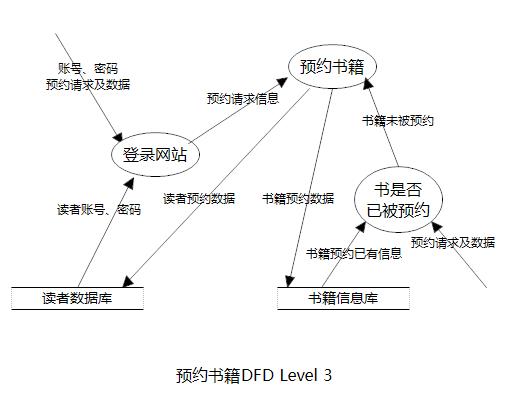 预约书籍
账号、密码
预约请求及数据
预约请求信息
书籍未被预约
登录网站
读者账号、密码
读者预约数据
书籍预约数据
书是否
已被预约
预约请求及数据
书籍预约已有信息
读者数据库
书籍信息库
预约书籍DFD Level 3